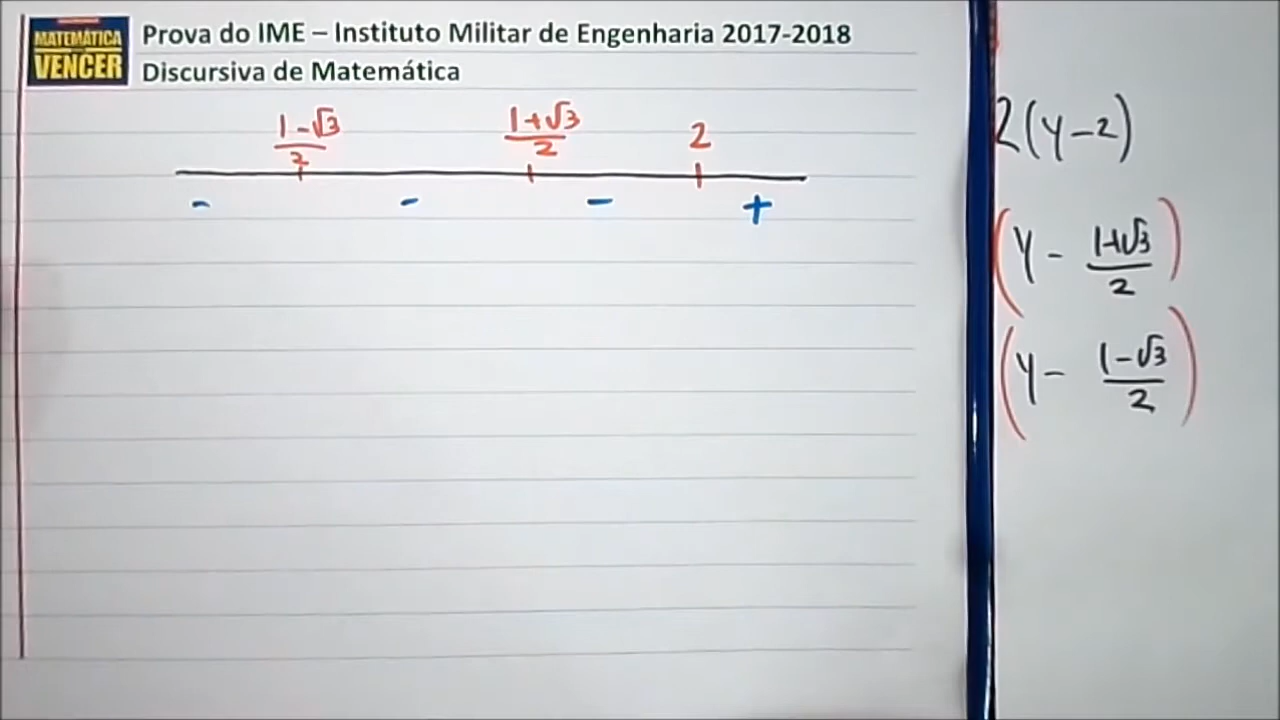 MATEMÁTICA
VENCER
Prova do IME – Instituto Militar de Engenharia 2017-2018
Discursiva de Matemática
1-√3/2 1+√3/2 2
- - - +
2(y-2)
(y - 1+√3/2)
(y - 1-√3/2)